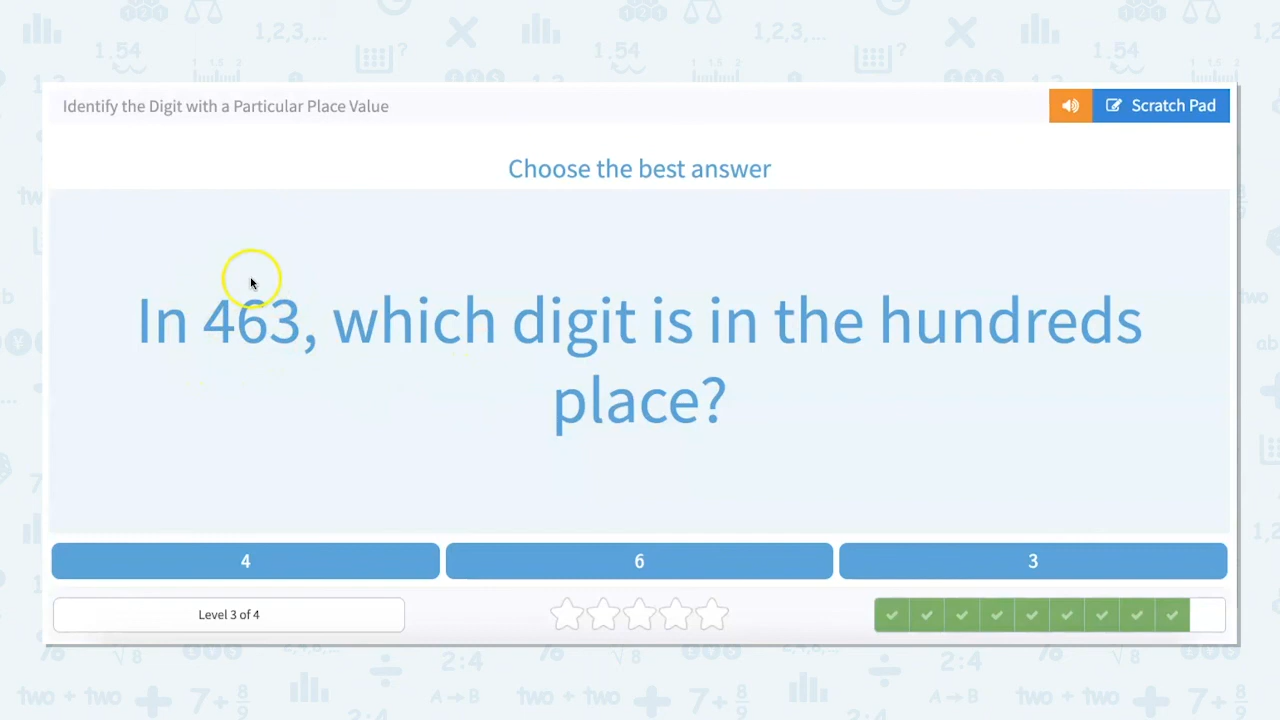 Identify the Digit with a Particular Place Value
Scratch Pad
Choose the best answer
In 463, which digit is in the hundreds
place?
4
6
3
Level 3 of 4